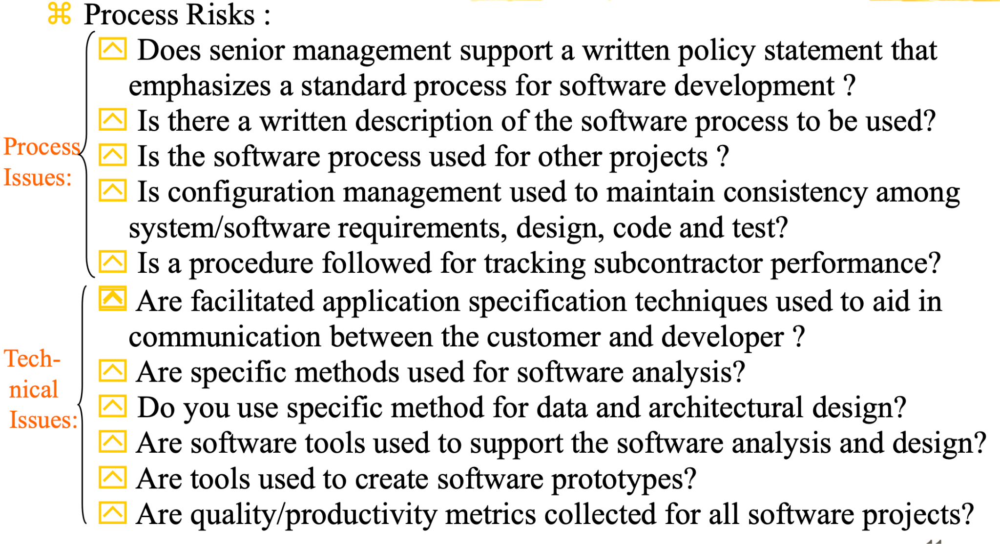 Process Risks :
Does senior management support a written policy statement that
emphasizes a standard process for software development ?
Is there a written description of the software process to be used?
Process
Issues:
Is the software process used for other projects ?
Is configuration management used to maintain consistency among
system/software requirements, design, code and test?
Is a procedure followed for tracking subcontractor performance?
Are facilitated application specification techniques used to aid in
communication between the customer and developer ?
Tech-
nical
Issues:
Are specific methods used for software analysis?
Do you use specific method for data and architectural design?
Are software tools used to support the software analysis and design?
Are tools used to create software prototypes?
Are quality/productivity metrics collected for all software projects?